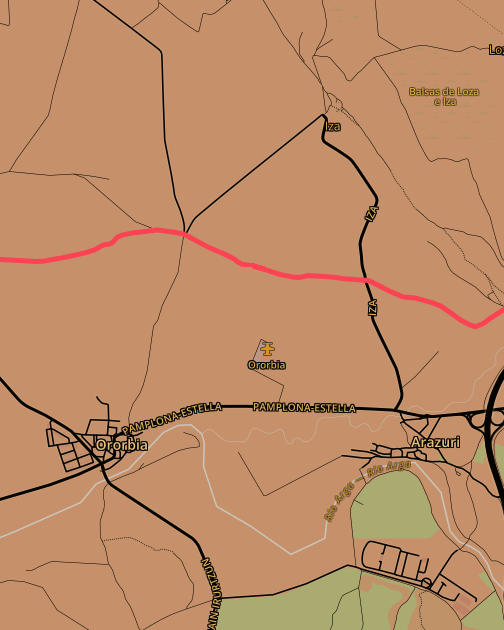 Lo
Balsas de Loza
e Iza
Iza
IZA
IZA
Ororbia
PAMPLONA-ESTELLA
PAMPLONA-ESTELLA
Ororbia
Arazuri
Río Arga
Río Arga
AIN-IRURTZUN